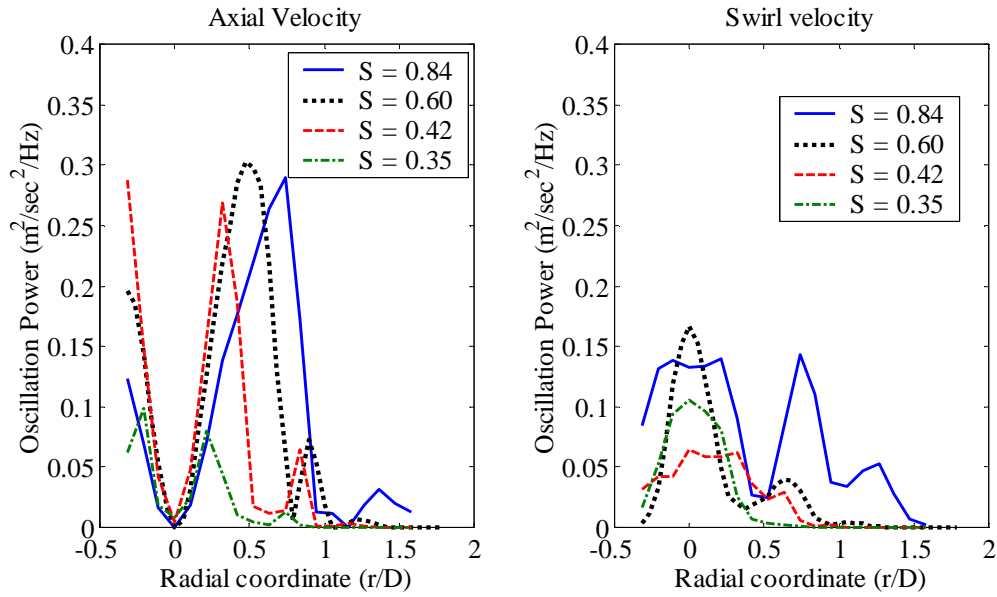 Axial Velocity
Oscillation Power (m²/sec²/Hz)
0.4
0.35
0.3
0.25
0.2
0.15
0.1
0.05
0
-0.5
0
0.5
1
1.5
2
Radial coordinate (r/D)
S = 0.84
S = 0.60
S = 0.42
S = 0.35
Swirl velocity
Oscillation Power (m²/sec²/Hz)
0.4
0.35
0.3
0.25
0.2
0.15
0.1
0.05
0
-0.5
0
0.5
1
1.5
2
Radial coordinate (r/D)
S = 0.84
S = 0.60
S = 0.42
S = 0.35